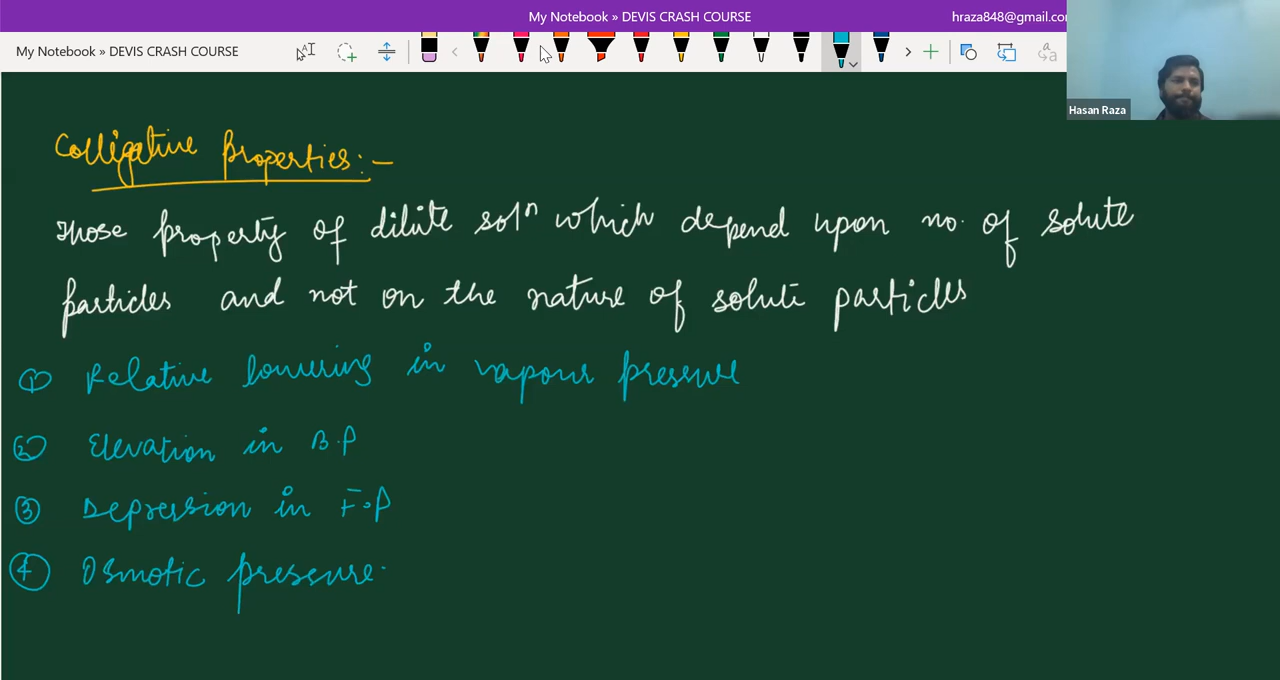 My Notebook » DEVIS CRASH COURSE
hraza848@gmail.co
My Notebook » DEVIS CRASH COURSE
Hasan Raza
Colligative Properties:-
Those property of dilute solⁿ which depend upon no. of solute
particles and not on the nature of solute particles
① Relative lowering in vapour pressure
② Elevation in B.P
③ Depression in F.P
④ Osmotic pressure.